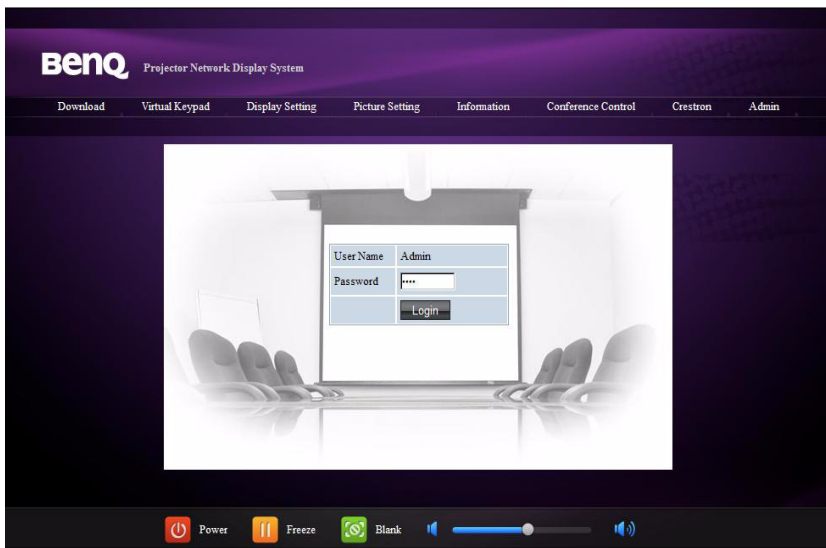 BenQ Projector Network Display System
Download Virtual Keypad Display Setting Picture Setting Information Conference Control Crestron Admin
User Name Admin
Password ••••
Login
Power Freeze Blank